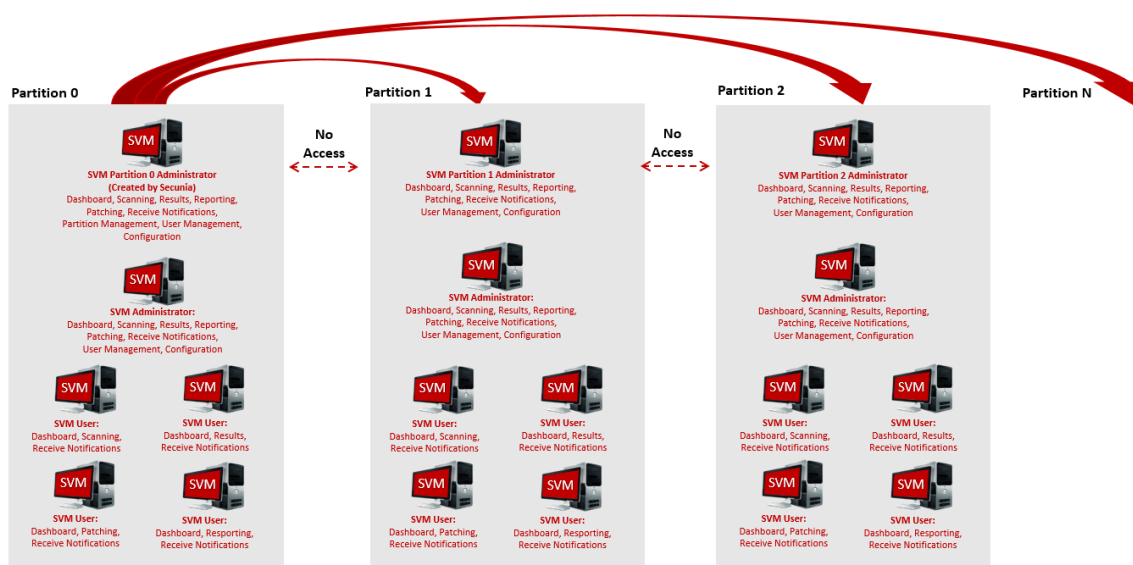 Partition 0
Partition 1
Partition 2
Partition N
No
Access
No
Access
SVM
SVM Partition 0 Administrator
(Created by Secunia)
Dashboard, Scanning, Results, Reporting,
Patching, Receive Notifications,
Partition Management, User Management,
Configuration
SVM
SVM Administrator:
Dashboard, Scanning, Results, Reporting,
Patching, Receive Notifications,
User Management, Configuration
SVM
SVM User:
Dashboard, Scanning,
Receive Notifications
SVM
SVM User:
Dashboard, Results,
Receive Notifications
SVM
SVM User:
Dashboard, Patching,
Receive Notifications
SVM
SVM User:
Dashboard, Resporting,
Receive Notifications
SVM
SVM Partition 1 Administrator
Dashboard, Scanning, Results, Reporting,
Patching, Receive Notifications,
User Management, Configuration
SVM
SVM Administrator:
Dashboard, Scanning, Results, Reporting,
Patching, Receive Notifications,
User Management, Configuration
SVM
SVM User:
Dashboard, Scanning,
Receive Notifications
SVM
SVM User:
Dashboard, Results,
Receive Notifications
SVM
SVM User:
Dashboard, Patching,
Receive Notifications
SVM
SVM User:
Dashboard, Resporting,
Receive Notifications
SVM
SVM Partition 2 Administrator
Dashboard, Scanning, Results, Reporting,
Patching, Receive Notifications,
User Management, Configuration
SVM
SVM Administrator:
Dashboard, Scanning, Results, Reporting,
Patching, Receive Notifications,
User Management, Configuration
SVM
SVM User:
Dashboard, Scanning,
Receive Notifications
SVM
SVM User:
Dashboard, Results,
Receive Notifications
SVM
SVM User:
Dashboard, Patching,
Receive Notifications
SVM
SVM User:
Dashboard, Resporting,
Receive Notifications